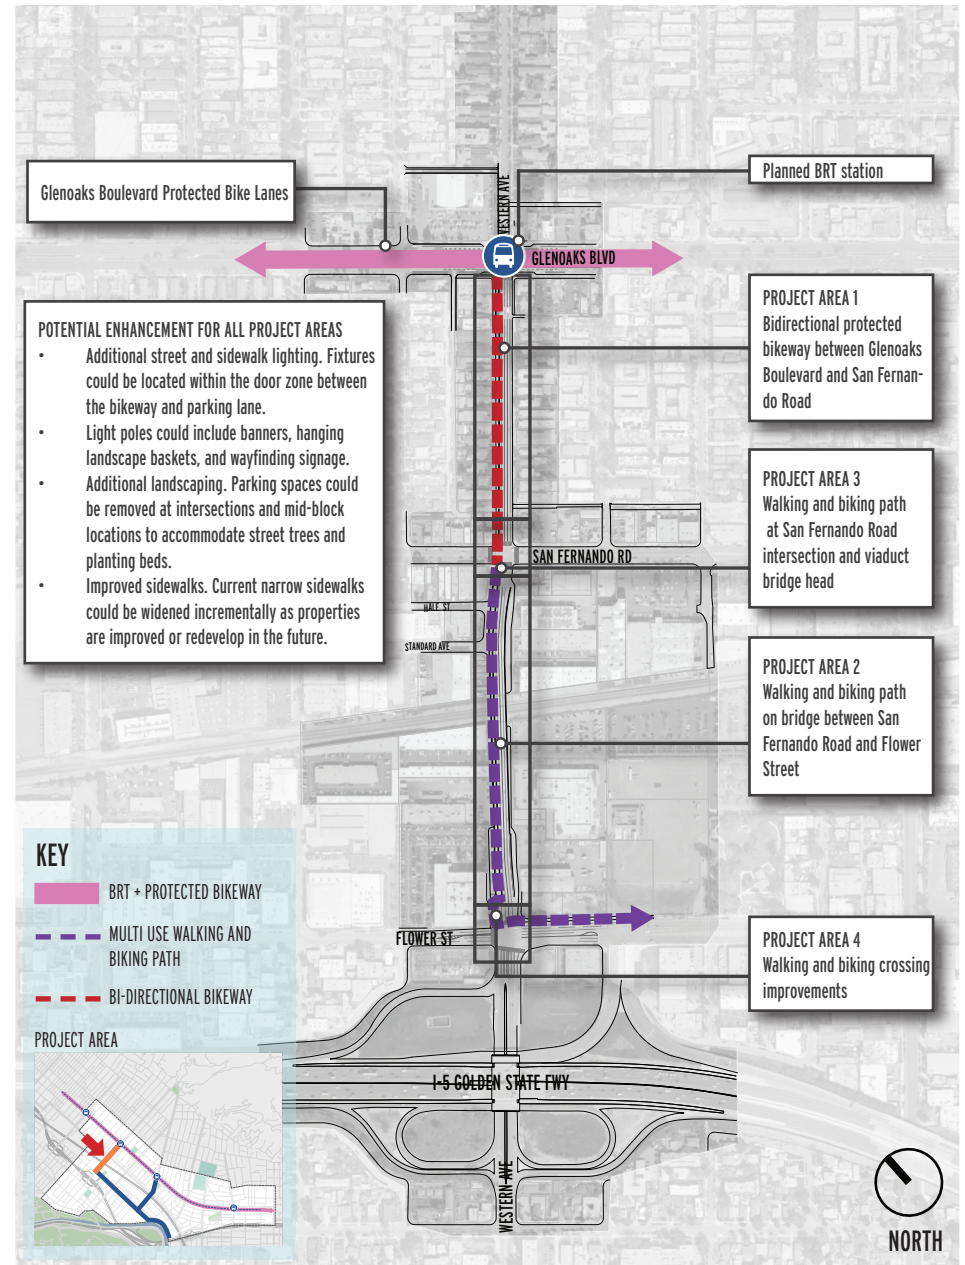 Glenoaks Boulevard Protected Bike Lanes
Planned BRT station
WESTERN AVE
GLENOAKS BLVD
POTENTIAL ENHANCEMENT FOR ALL PROJECT AREAS
• Additional street and sidewalk lighting. Fixtures
could be located within the door zone between
the bikeway and parking lane.
• Light poles could include banners, hanging
landscape baskets, and wayfinding signage.
• Additional landscaping. Parking spaces could
be removed at intersections and mid-block
locations to accommodate street trees and
planting beds.
• Improved sidewalks. Current narrow sidewalks
could be widened incrementally as properties
are improved or redevelop in the future.
PROJECT AREA 1
Bidirectional protected
bikeway between Glenoaks
Boulevard and San Fernan-
do Road
PROJECT AREA 3
Walking and biking path
at San Fernando Road
intersection and viaduct
bridge head
SAN FERNANDO RD
HALE ST
STANDARD AVE
PROJECT AREA 2
Walking and biking path
on bridge between San
Fernando Road and Flower
Street
FLOWER ST
PROJECT AREA 4
Walking and biking crossing
improvements
I-5 GOLDEN STATE FWY
WESTERN AVE
KEY
BRT + PROTECTED BIKEWAY
MULTI USE WALKING AND
BIKING PATH
BI-DIRECTIONAL BIKEWAY
PROJECT AREA
NORTH